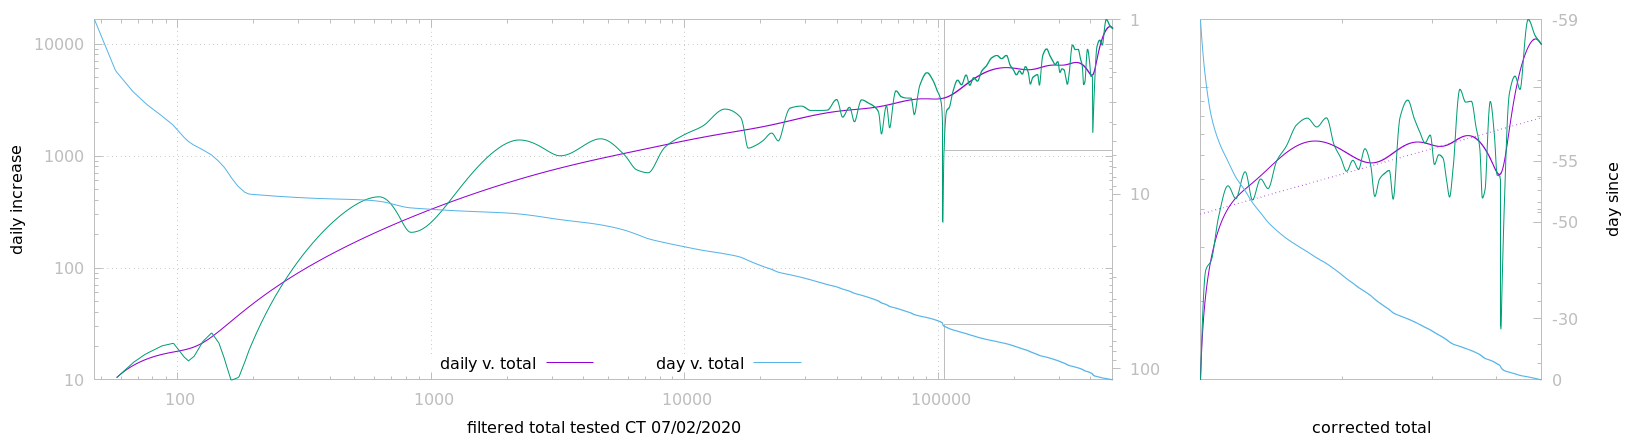 10000
1000
100
10
daily increase
100
1000
10000
100000
filtered total tested CT 07/02/2020
daily v. total
day v. total
1
10
100
-59
-55
-50
-30
0
day since
corrected total